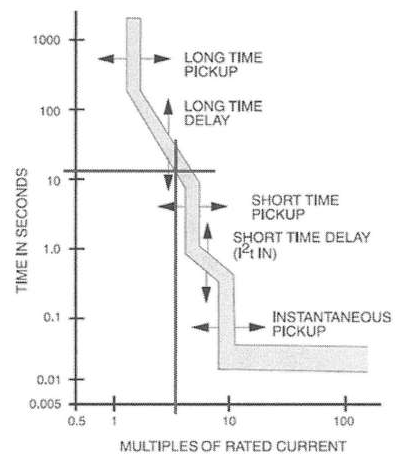 1000
LONG TIME
PICKUP
100
LONG TIME
DELAY
TIME IN SECONDS
10
SHORT TIME
PICKUP
1.0
SHORT TIME DELAY
(I²t IN)
0.1
INSTANTANEOUS
PICKUP
0.01
0.005
0.5 1 10 100
MULTIPLES OF RATED CURRENT